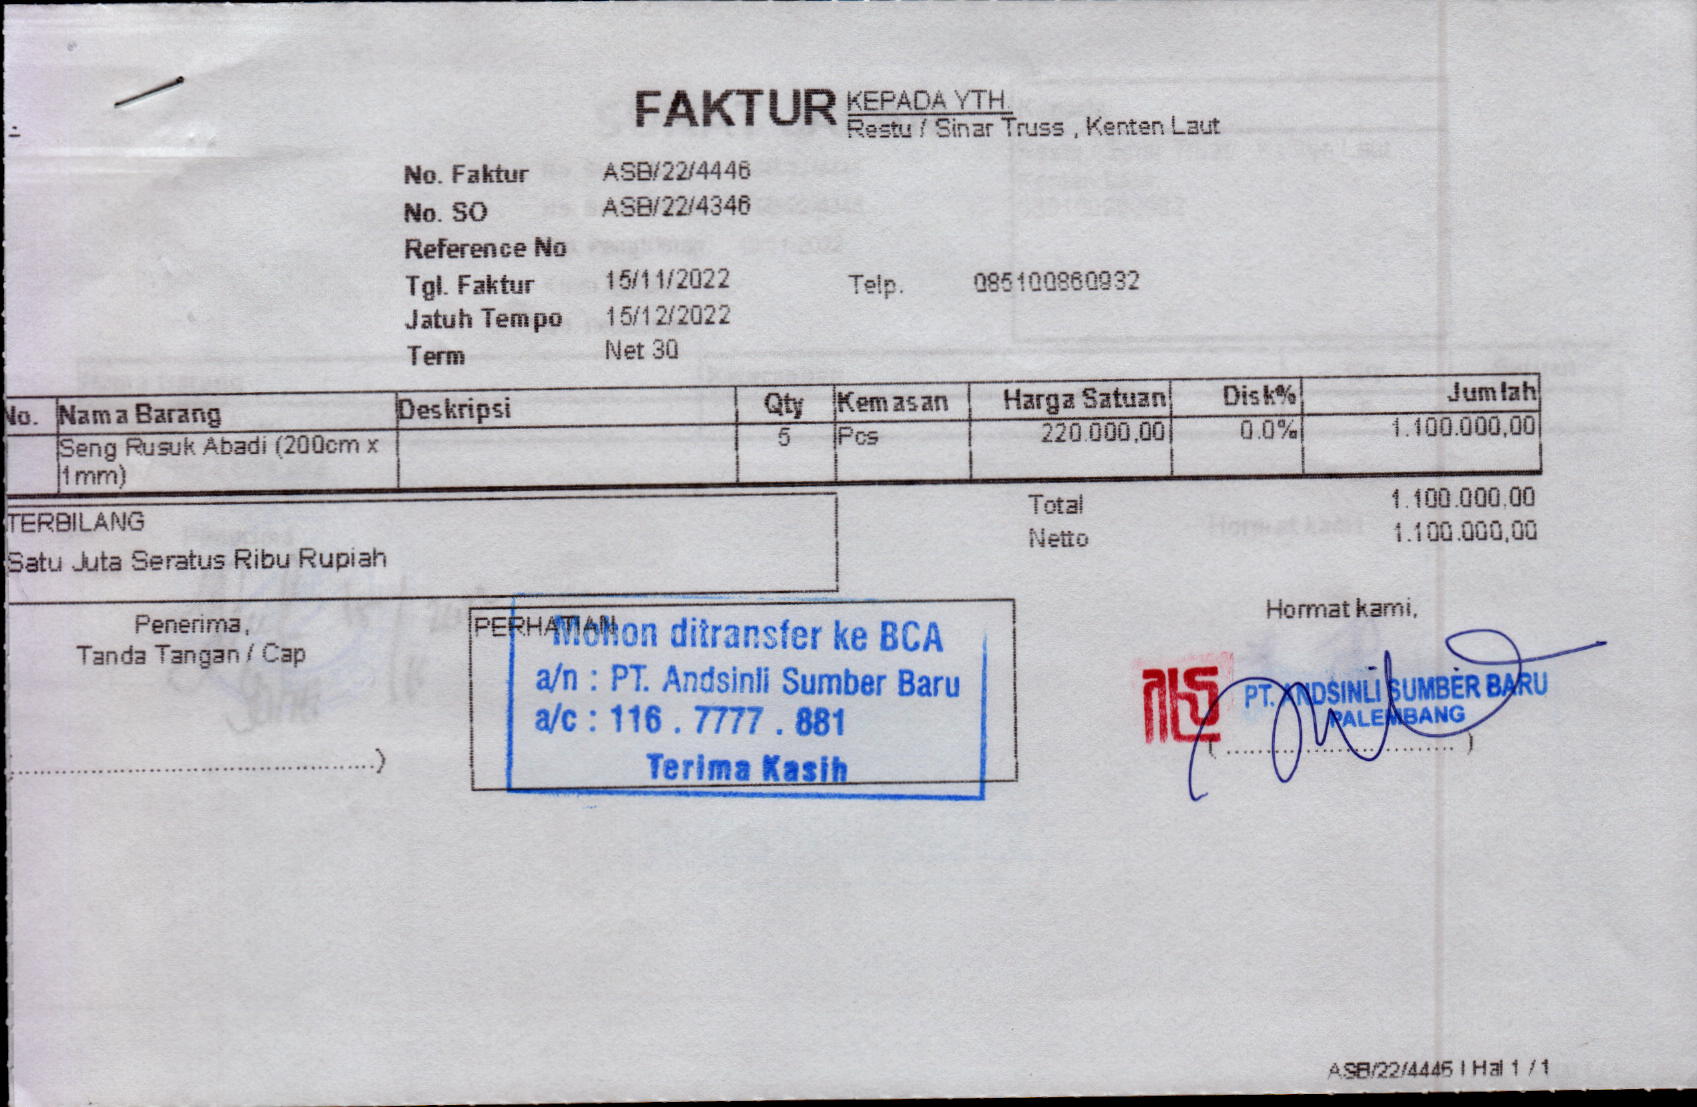 FAKTUR
KEPADA YTH.
Restu / Sinar Truss , Kenten Laut
No. Faktur ASB/22/4446
No. SO ASB/22/4346
Reference No
Tgl. Faktur 15/11/2022 Telp. 085100860932
Jatuh Tempo 15/12/2022
Term Net 30
No. Nama Barang Deskripsi Qty Kemasan Harga Satuan Disk% Jumlah
Seng Rusuk Abadi (200cm x 5 Pcs 220.000,00 0.0% 1.100.000,00
1mm)
Total 1.100.000,00
TERBILANG
Netto 1.100.000,00
Satu Juta Seratus Ribu Rupiah
Penerima,
Tanda Tangan / Cap
(..................................................)
PERHATIAN
Mohon ditransfer ke BCA
a/n : PT. Andsinli Sumber Baru
a/c : 116 . 7777 . 881
Terima Kasih
Hormat kami,
PT. ANDSINLI SUMBER BARU
PALEMBANG
( ................................ )
ASB/22/4446 | Hal 1 / 1